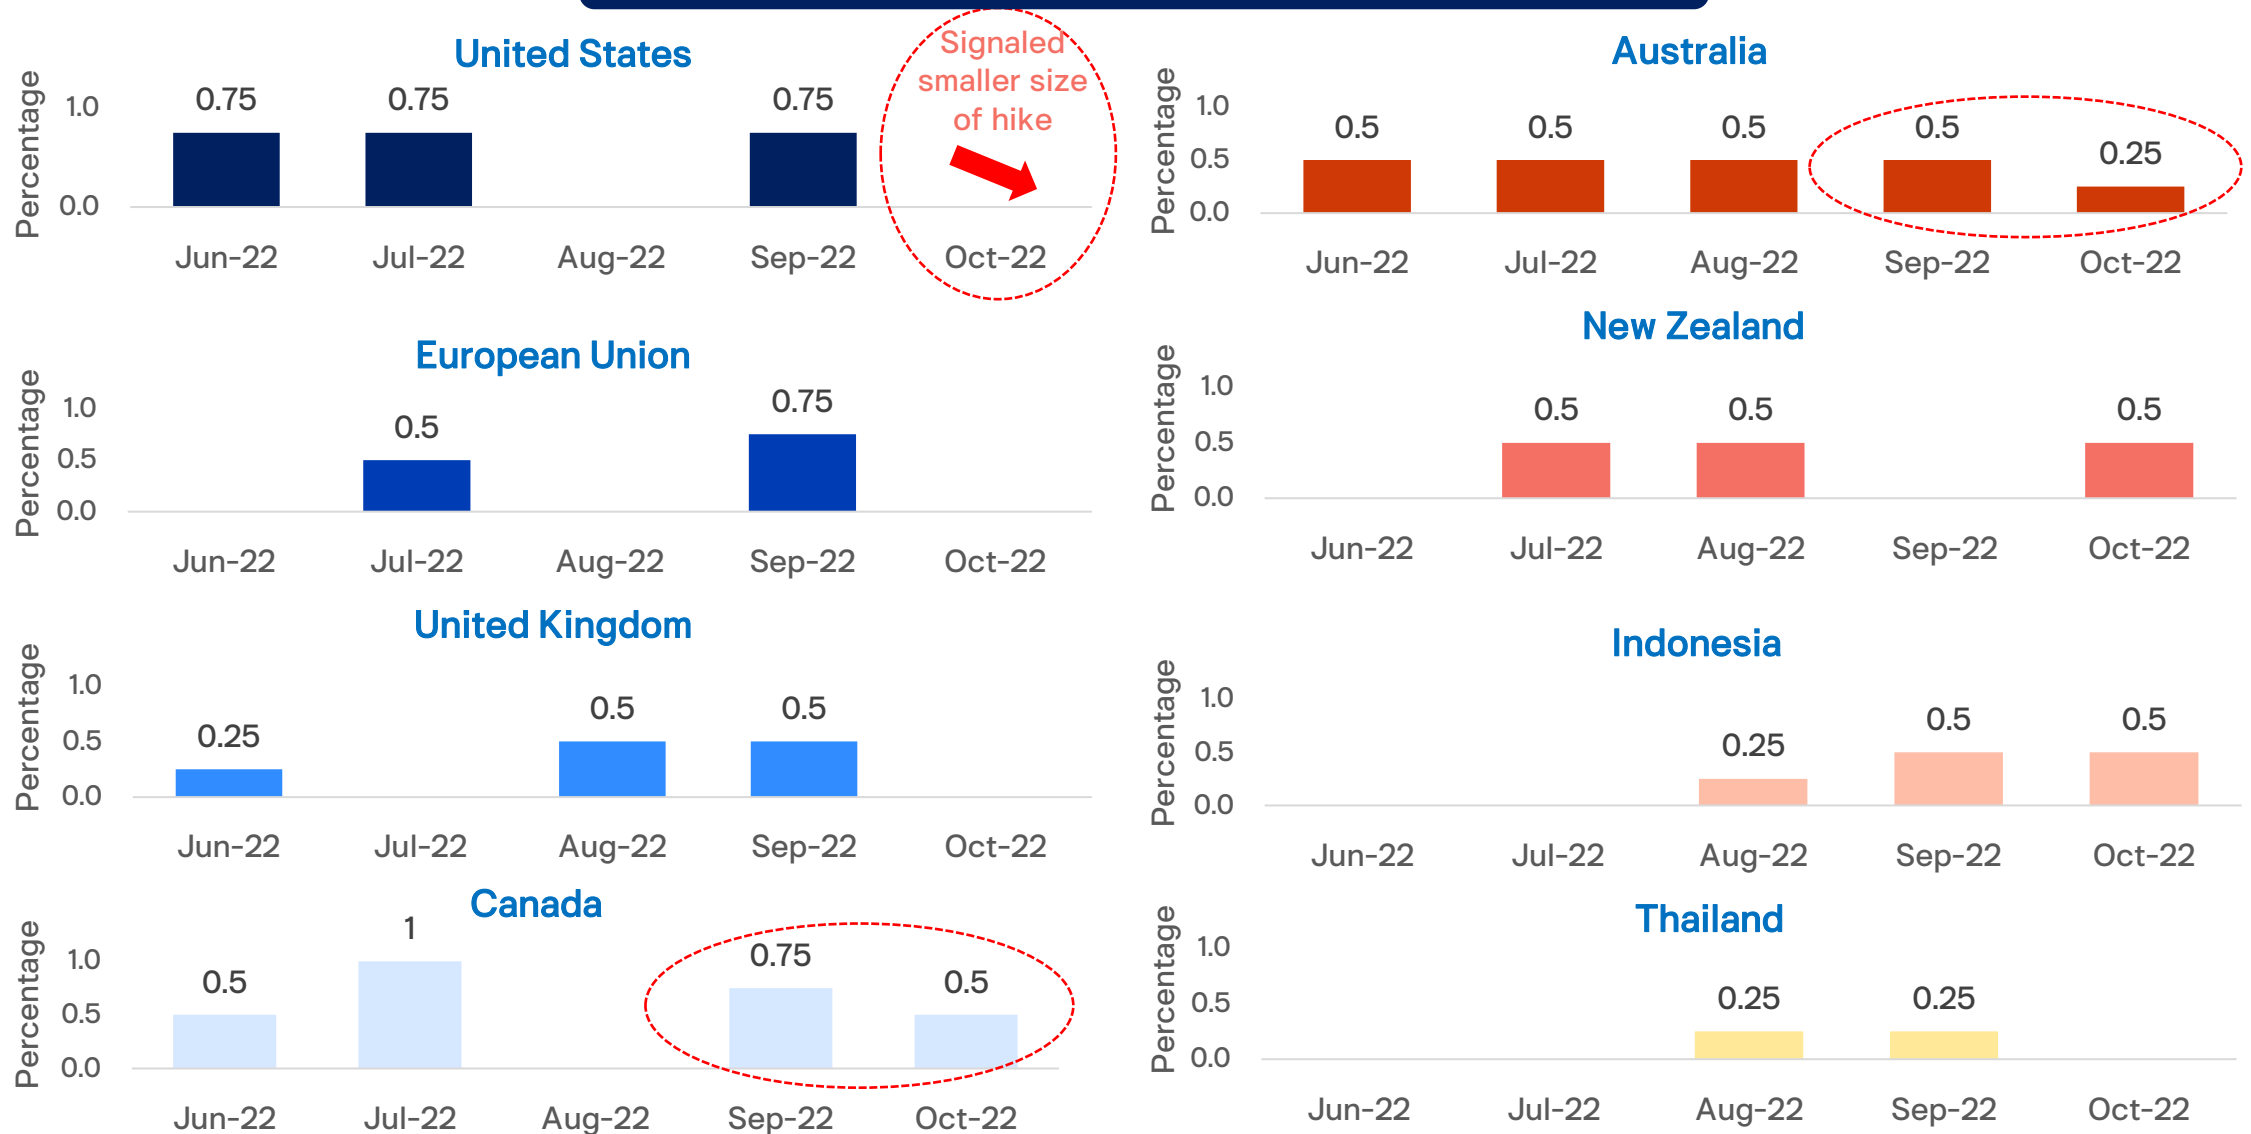 United States
Percentage
1.0
0.0
0.75
0.75
0.75
Signaled
smaller size
of hike
Jun-22
Jul-22
Aug-22
Sep-22
Oct-22
European Union
Percentage
1.0
0.5
0.0
0.5
0.75
Jun-22
Jul-22
Aug-22
Sep-22
Oct-22
United Kingdom
Percentage
1.0
0.5
0.0
0.25
0.5
0.5
Jun-22
Jul-22
Aug-22
Sep-22
Oct-22
Canada
Percentage
1.0
0.5
0.0
0.5
1
0.75
0.5
Jun-22
Jul-22
Aug-22
Sep-22
Oct-22
Australia
Percentage
1.0
0.5
0.0
0.5
0.5
0.5
0.5
0.25
Jun-22
Jul-22
Aug-22
Sep-22
Oct-22
New Zealand
Percentage
1.0
0.5
0.0
0.5
0.5
0.5
Jun-22
Jul-22
Aug-22
Sep-22
Oct-22
Indonesia
Percentage
1.0
0.5
0.0
0.25
0.5
0.5
Jun-22
Jul-22
Aug-22
Sep-22
Oct-22
Thailand
Percentage
1.0
0.5
0.0
0.25
0.25
Jun-22
Jul-22
Aug-22
Sep-22
Oct-22